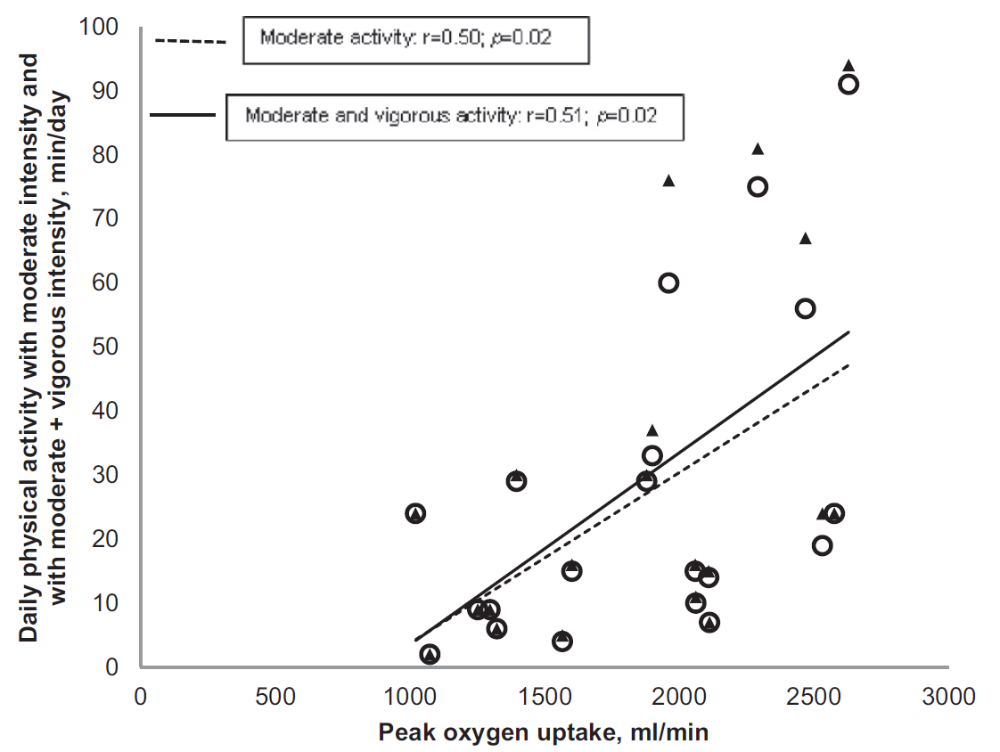 Daily physical activity with moderate intensity and
with moderate + vigorous intensity, min/day
100
90
80
70
60
50
40
30
20
10
0
Moderate activity: r=0.50; p=0.02
Moderate and vigorous activity: r=0.51; p=0.02
0 500 1000 1500 2000 2500 3000
Peak oxygen uptake, ml/min